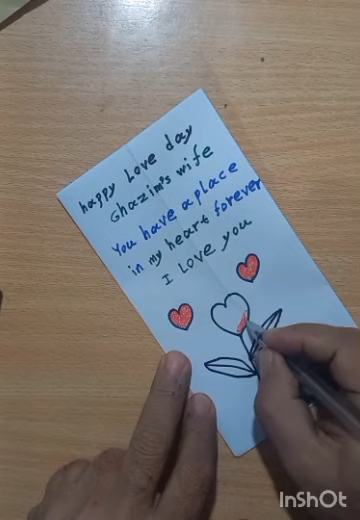 happy Love day
Ghazim's wife
You have a place
in my heart forever
I Love you
InShOt